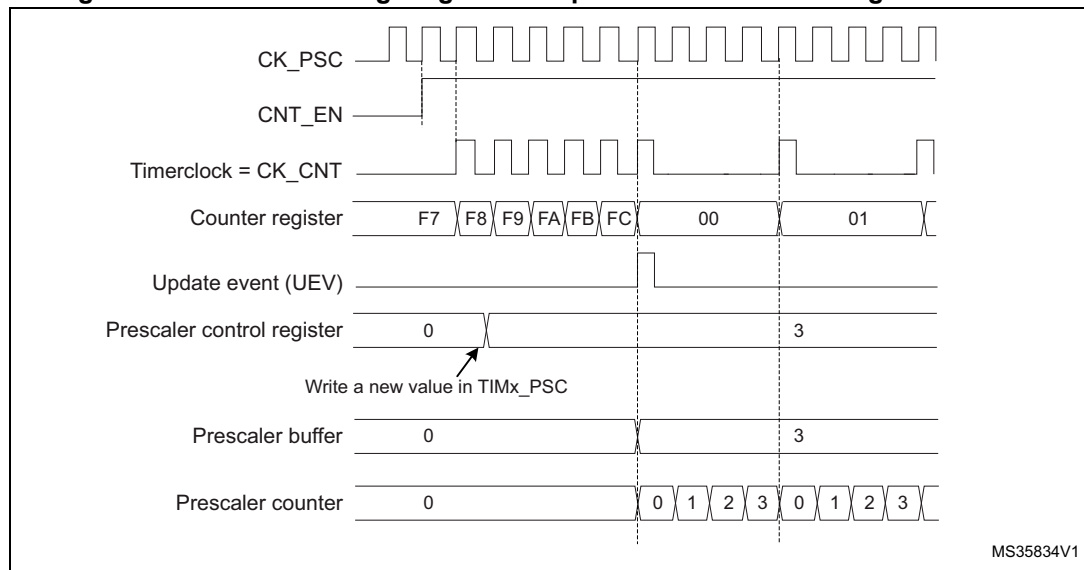 CK_PSC
CNT_EN
Timerclock = CK_CNT
Counter register F7 F8 F9 FA FB FC 00 01
Update event (UEV)
Prescaler control register 0 3
Write a new value in TIMx_PSC
Prescaler buffer 0 3
Prescaler counter 0 0 1 2 3 0 1 2 3
MS35834V1